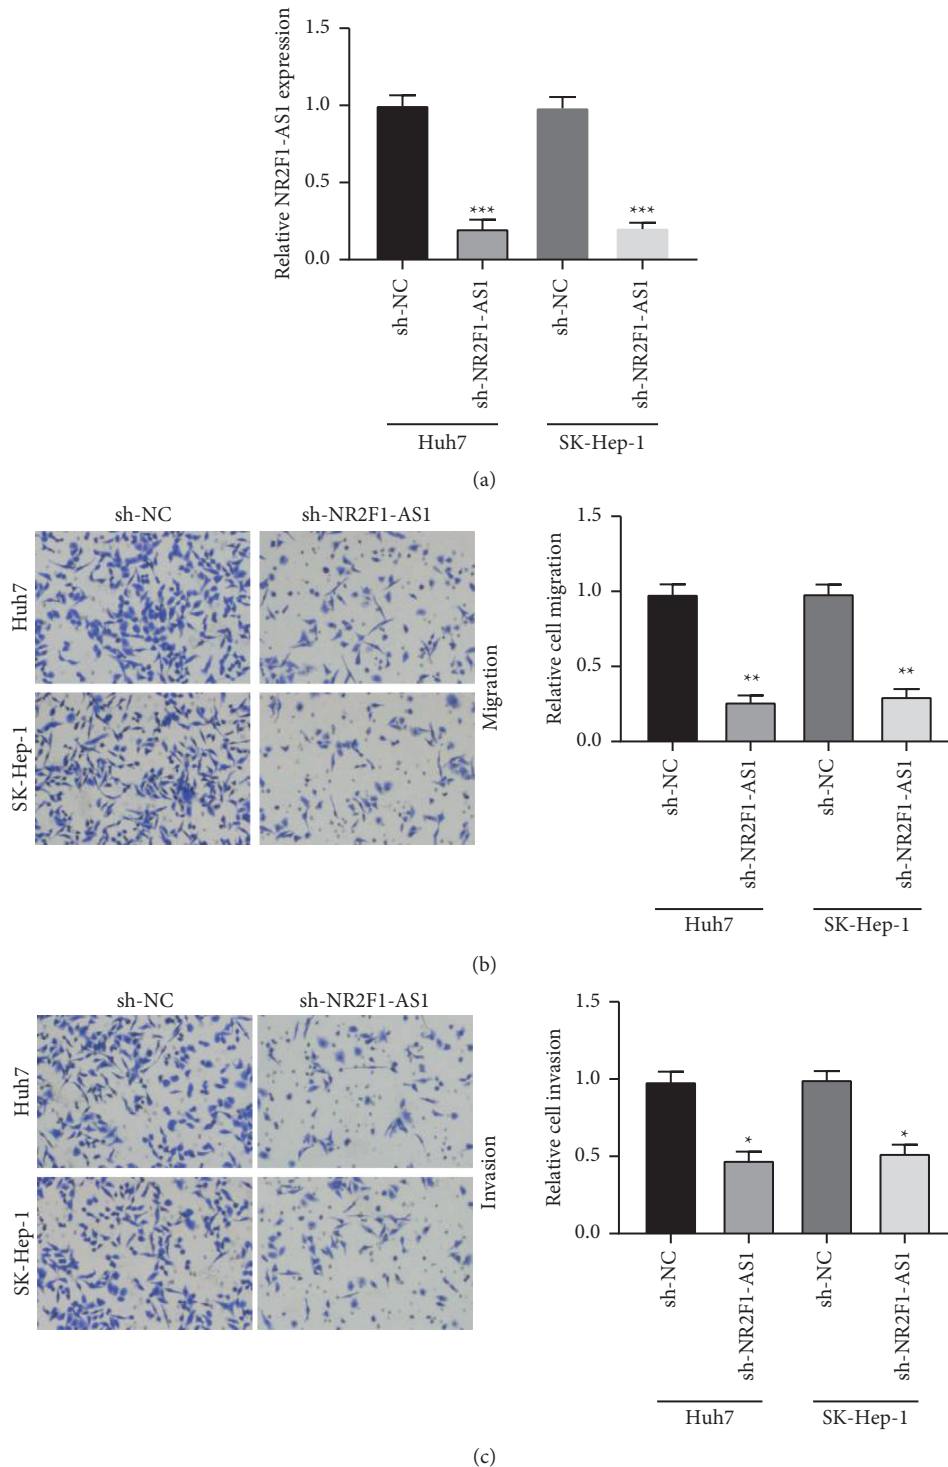 1.5
1.0
0.5
0.0
Relative NR2F1-AS1 expression
***
***
sh-NC
sh-NR2F1-AS1
sh-NC
sh-NR2F1-AS1
Huh7
SK-Hep-1
(a)
sh-NC
sh-NR2F1-AS1
Huh7
SK-Hep-1
Migration
1.5
1.0
0.5
0.0
Relative cell migration
**
**
sh-NC
sh-NR2F1-AS1
sh-NC
sh-NR2F1-AS1
Huh7
SK-Hep-1
(b)
sh-NC
sh-NR2F1-AS1
Huh7
SK-Hep-1
Invasion
1.5
1.0
0.5
0.0
Relative cell invasion
*
*
sh-NC
sh-NR2F1-AS1
sh-NC
sh-NR2F1-AS1
Huh7
SK-Hep-1
(c)